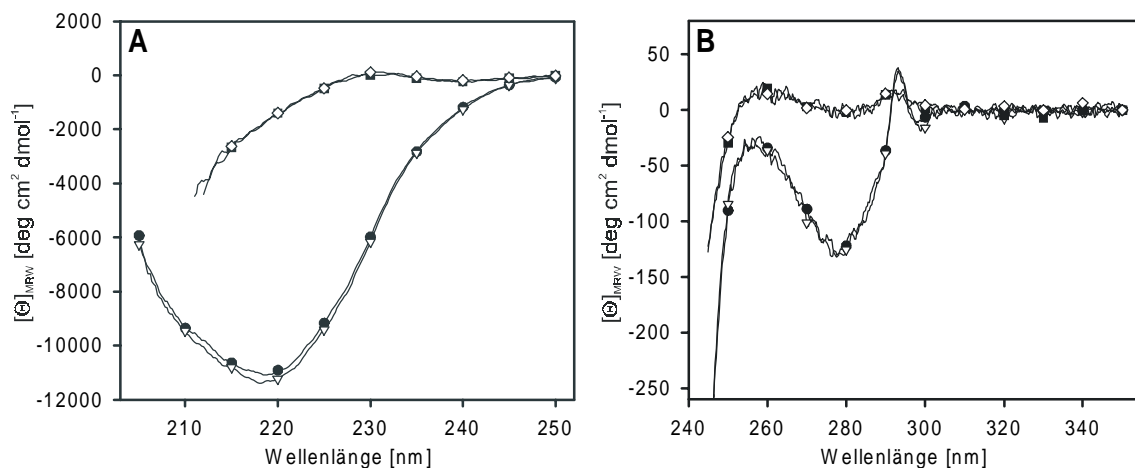 A
2000
0
-2000
-4000
-6000
-8000
-10000
-12000
[Θ]MRW [deg cm² dmol⁻¹]
210 220 230 240 250
Wellenlänge [nm]
B
50
0
-50
-100
-150
-200
-250
[Θ]MRW [deg cm² dmol⁻¹]
240 260 280 300 320 340
Wellenlänge [nm]